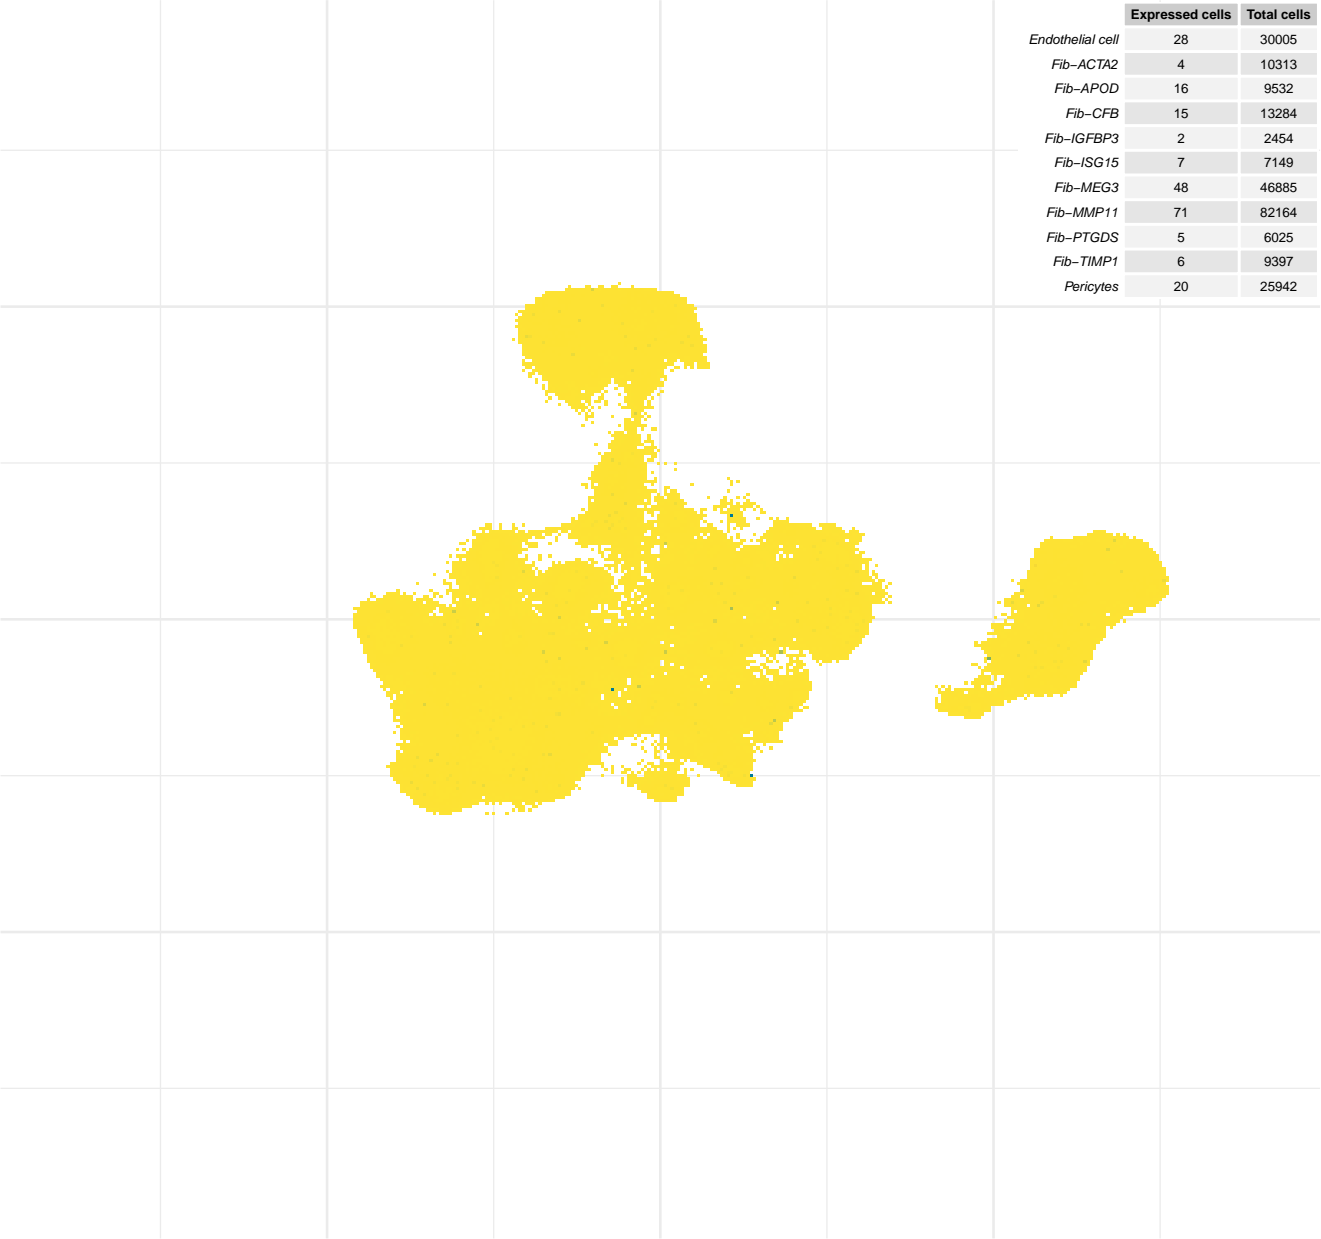 Expressed cells Total cells
Endothelial cell 28 30005
Fib−ACTA2 4 10313
Fib−APOD 16 9532
Fib−CFB 15 13284
Fib−IGFBP3 2 2454
Fib−ISG15 7 7149
Fib−MEG3 48 46885
Fib−MMP11 71 82164
Fib−PTGDS 5 6025
Fib−TIMP1 6 9397
Pericytes 20 25942